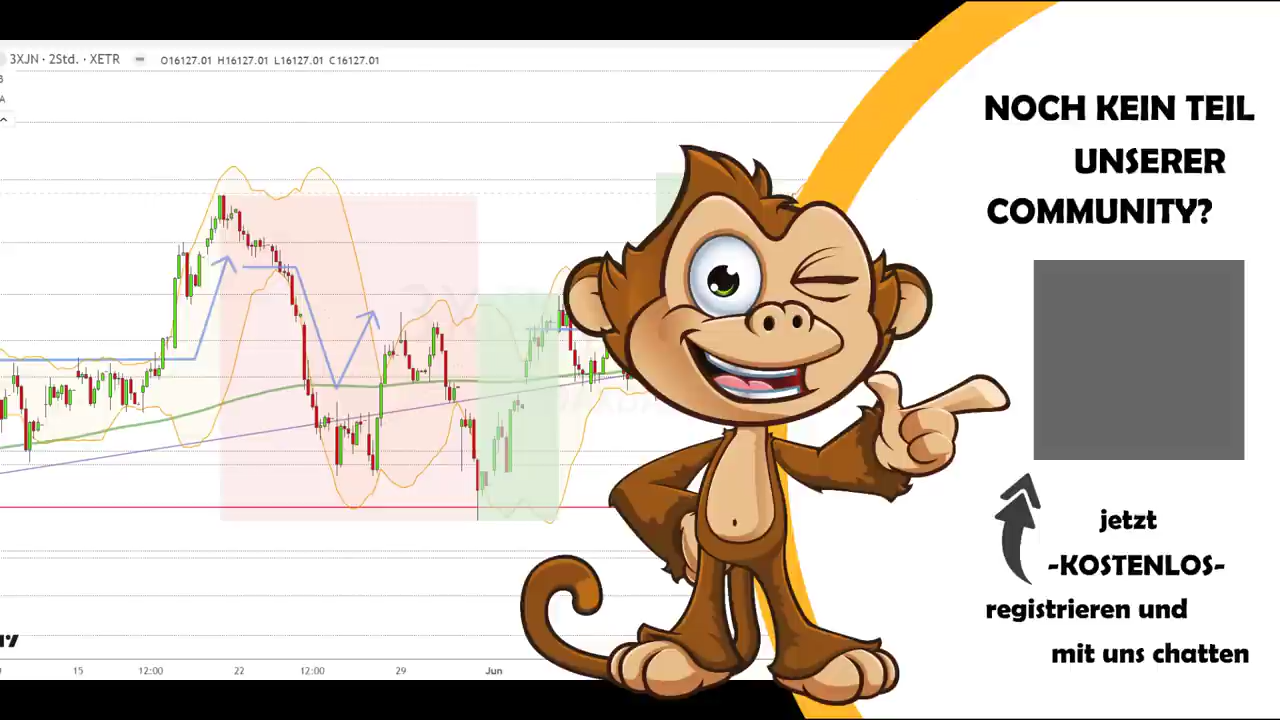 3XJN · 2Std. · XETR
O16127.01 H16127.01 L16127.01 C16127.01
B
A
NOCH KEIN TEIL
UNSERER
COMMUNITY?
jetzt
-KOSTENLOS-
registrieren und
mit uns chatten
15 12:00 22 12:00 29 Jun